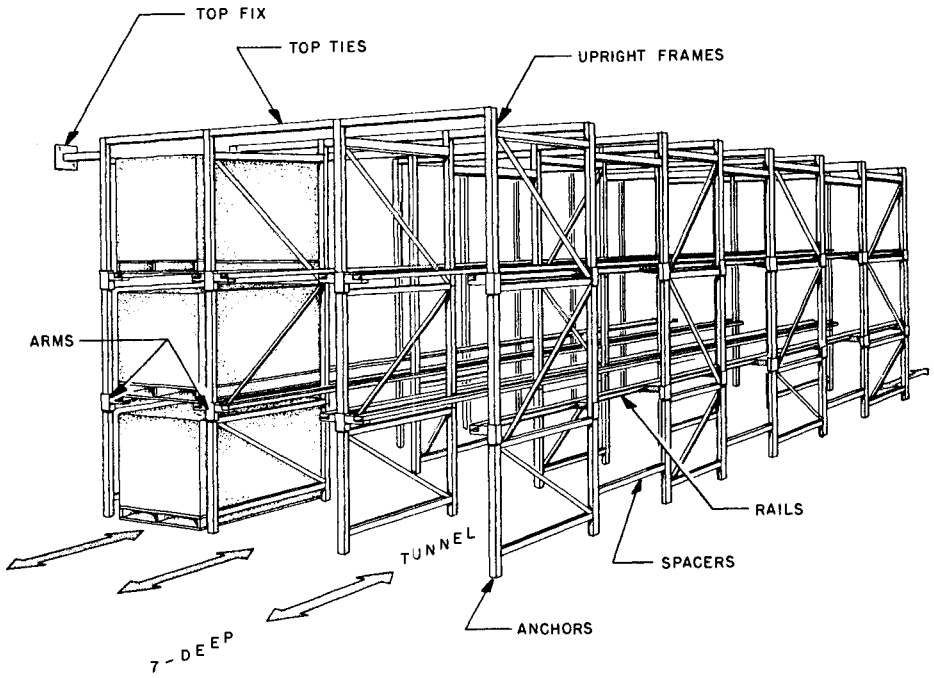 TOP FIX
TOP TIES
UPRIGHT FRAMES
ARMS
RAILS
TUNNEL
SPACERS
ANCHORS
7-DEEP